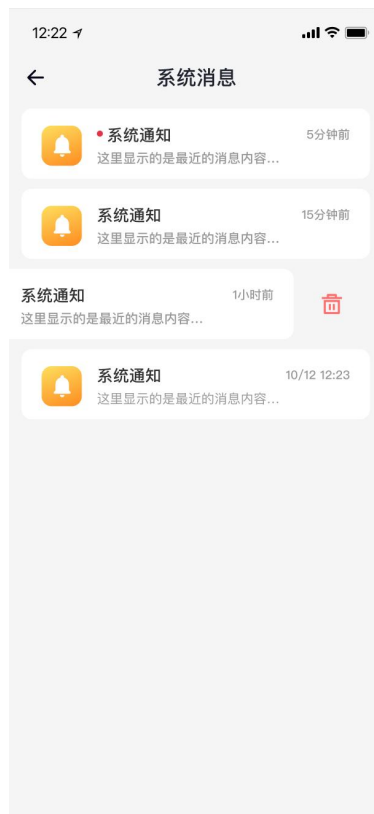 12:22
系统消息
系统通知 5分钟前
这里显示的是最近的消息内容...
系统通知 15分钟前
这里显示的是最近的消息内容...
系统通知 1小时前
这里显示的是最近的消息内容...
系统通知 10/12 12:23
这里显示的是最近的消息内容...